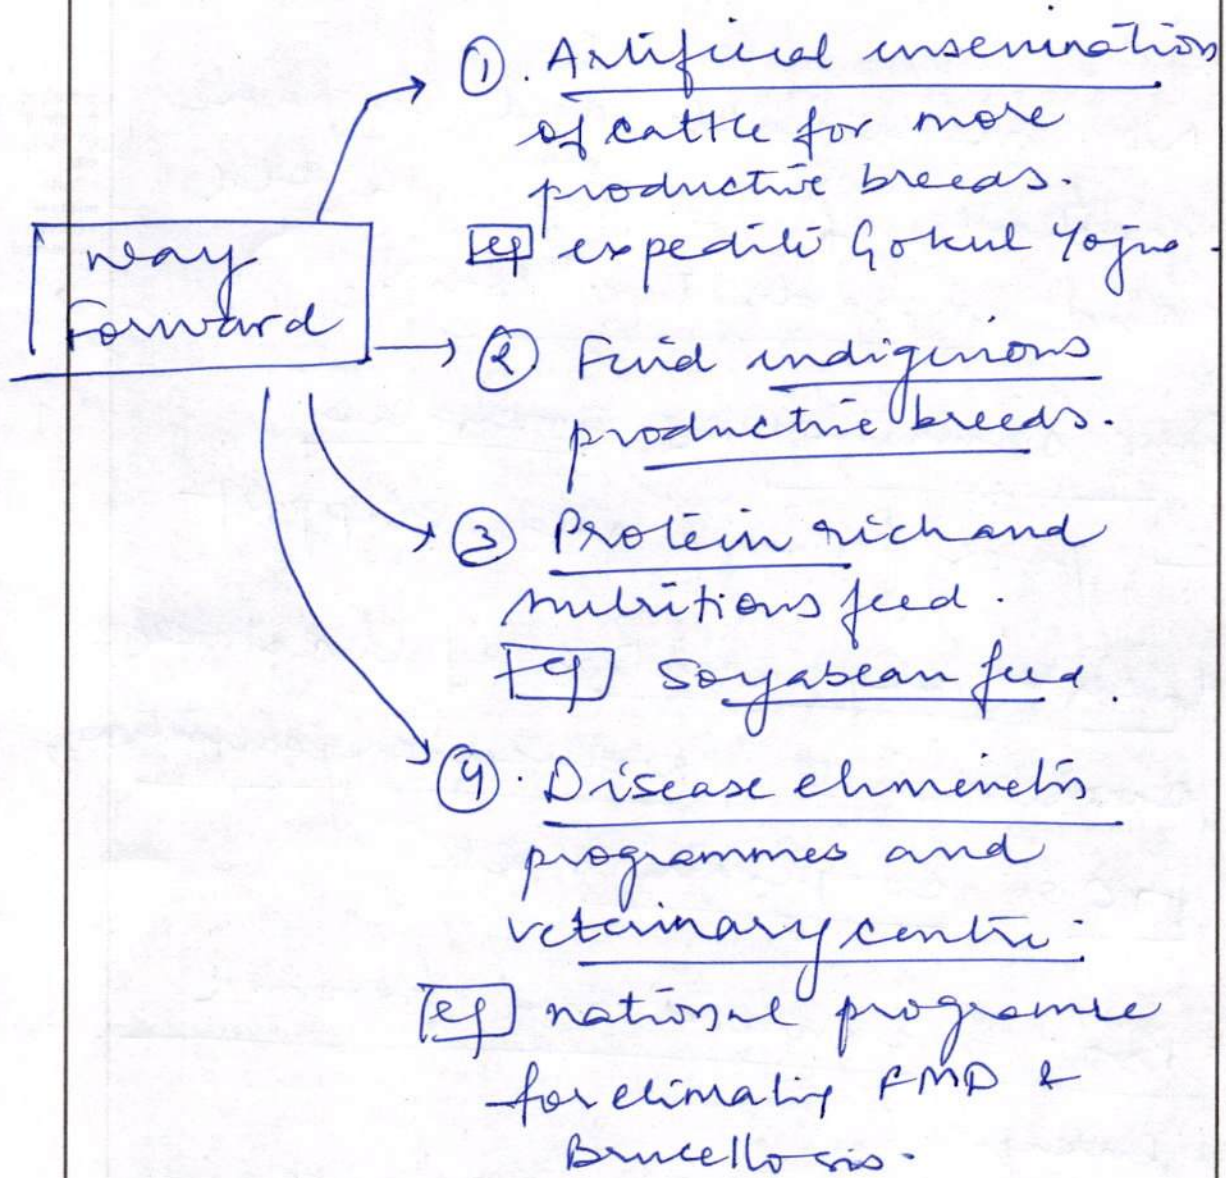 ① . Artificial insemination
of cattle for more
productive breeds.
eg expedite Gokul Yojna.
Way
Forward
② Find indigenous
productive breeds.
③ Protein rich and
nutritious feed.
eg Soyabean feed.
④ . Disease elimination
programmes and
veterinary centre.
eg national programme
for elimating FMD &
Brucellosis.